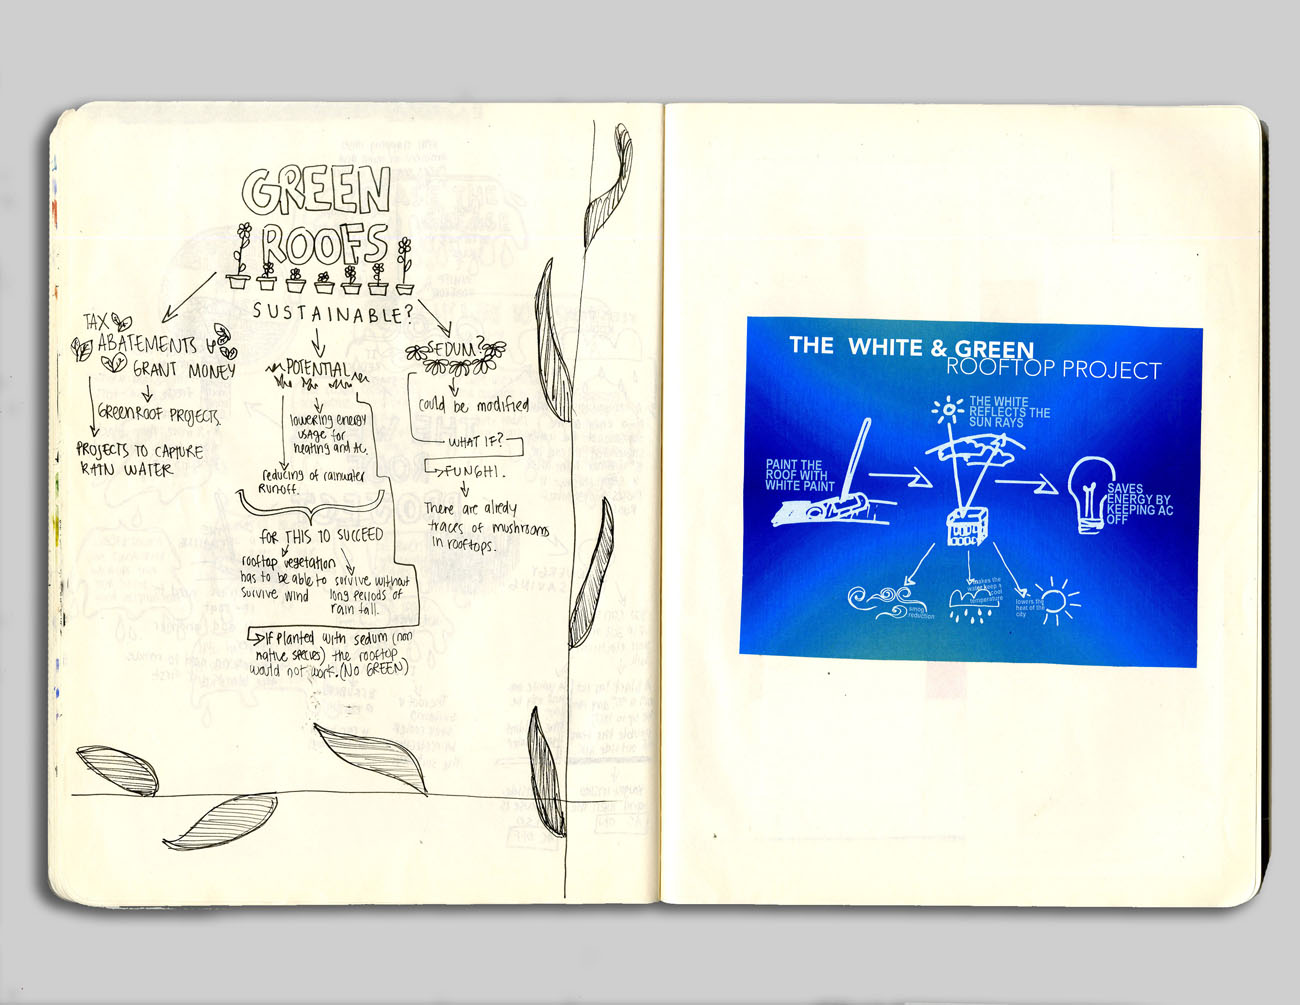 GREEN
ROOFS
SUSTAINABLE?
TAX
ABATEMENTS
GRANT MONEY
GREENROOF PROJECTS.
PROJECTS TO CAPTURE
RAIN WATER
POTENTIAL
lowering energy
usage for
heating and AC.
reducing of rainwater
Runoff.
FOR THIS TO SUCCEED
rooftop vegetation
has to be able to
survive wind
survive without
long periods of
rain fall.
If Planted with sedum (non
native species) the rooftop
would not work. (NO GREEN)
SEDUM?
Could be modified
WHAT IF?
FUNGHI.
There are alredy
traces of mushrooms
in rooftops.
THE WHITE & GREEN
ROOFTOP PROJECT
THE WHITE
REFLECTS THE
SUN RAYS
PAINT THE
ROOF WITH
WHITE PAINT
SAVES
ENERGY BY
KEEPING AC
OFF
smog
reduction
makes the
water keep a
cool
temperature
lowers the
heat of the
city